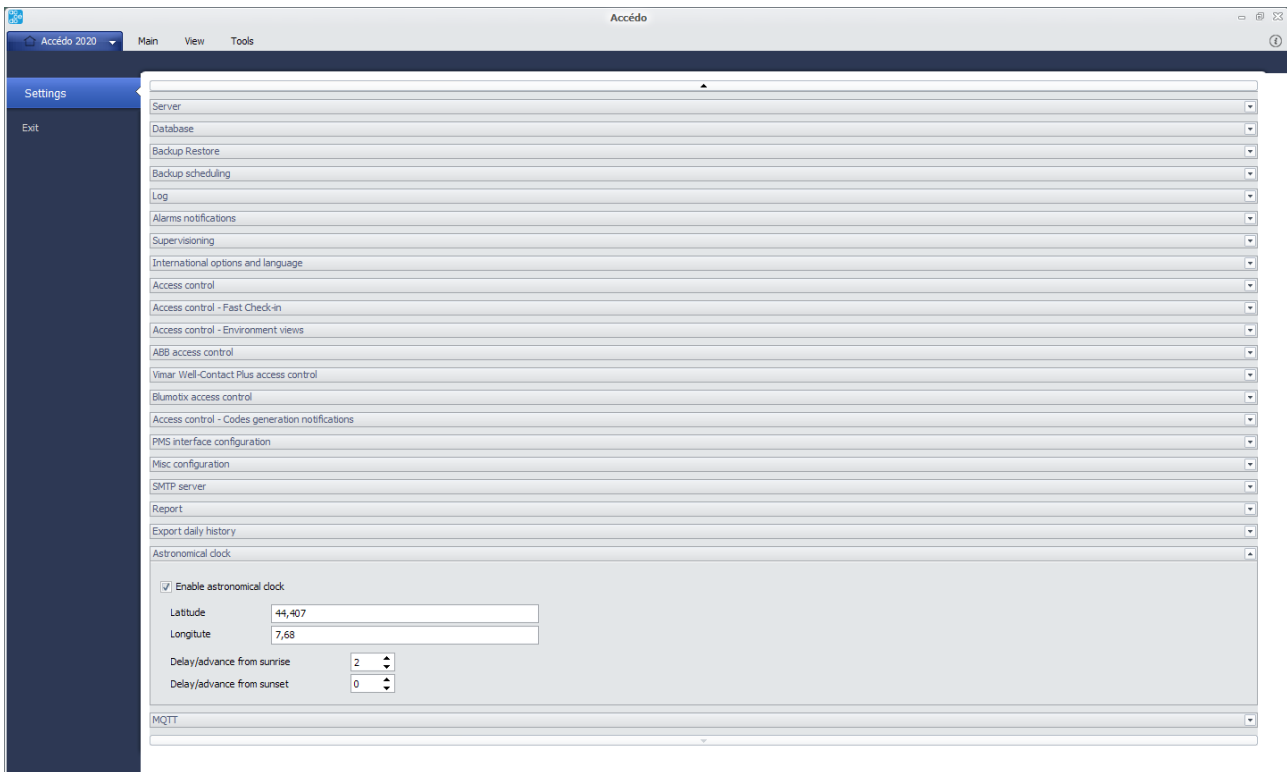 Accédo
Accédo 2020 Main View Tools
Settings
Exit
Server
Database
Backup Restore
Backup scheduling
Log
Alarms notifications
Supervisioning
International options and language
Access control
Access control - Fast Check-in
Access control - Environment views
ABB access control
Vimar Well-Contact Plus access control
Blumotix access control
Access control - Codes generation notifications
PMS interface configuration
Misc configuration
SMTP server
Report
Export daily history
Astronomical clock
Enable astronomical clock
Latitude 44,407
Longitute 7,68
Delay/advance from sunrise 2
Delay/advance from sunset 0
MQTT